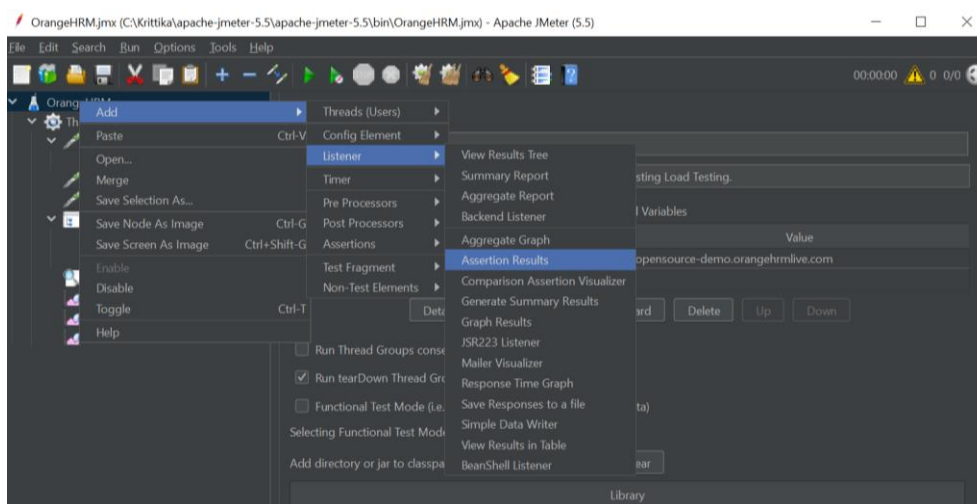 OrangeHRM.jmx (C:\Krittika\apache-jmeter-5.5\apache-jmeter-5.5\bin\OrangeHRM.jmx) - Apache JMeter (5.5)
File Edit Search Run Options Tools Help
00:00:00 0 0/0
Orang
Th
Add
Paste Ctrl-V
Open...
Merge
Save Selection As...
Save Node As Image Ctrl-G
Save Screen As Image Ctrl+Shift-G
Enable
Disable
Toggle Ctrl-T
Help
Threads (Users)
Config Element
Listener
Timer
Pre Processors
Post Processors
Assertions
Test Fragment
Non-Test Elements
View Results Tree
Summary Report
Aggregate Report
Backend Listener
Aggregate Graph
Assertion Results
Comparison Assertion Visualizer
Generate Summary Results
Graph Results
JSR223 Listener
Mailer Visualizer
Response Time Graph
Save Responses to a file
Simple Data Writer
View Results in Table
BeanShell Listener
sting Load Testing.
Variables
Value
opensource-demo.orangehrmlive.com
Deta ard Delete Up Down
Run Thread Groups conse
Run tearDown Thread Gro
Functional Test Mode (i.e. ta)
Selecting Functional Test Mode
Add directory or jar to classpa ear
Library